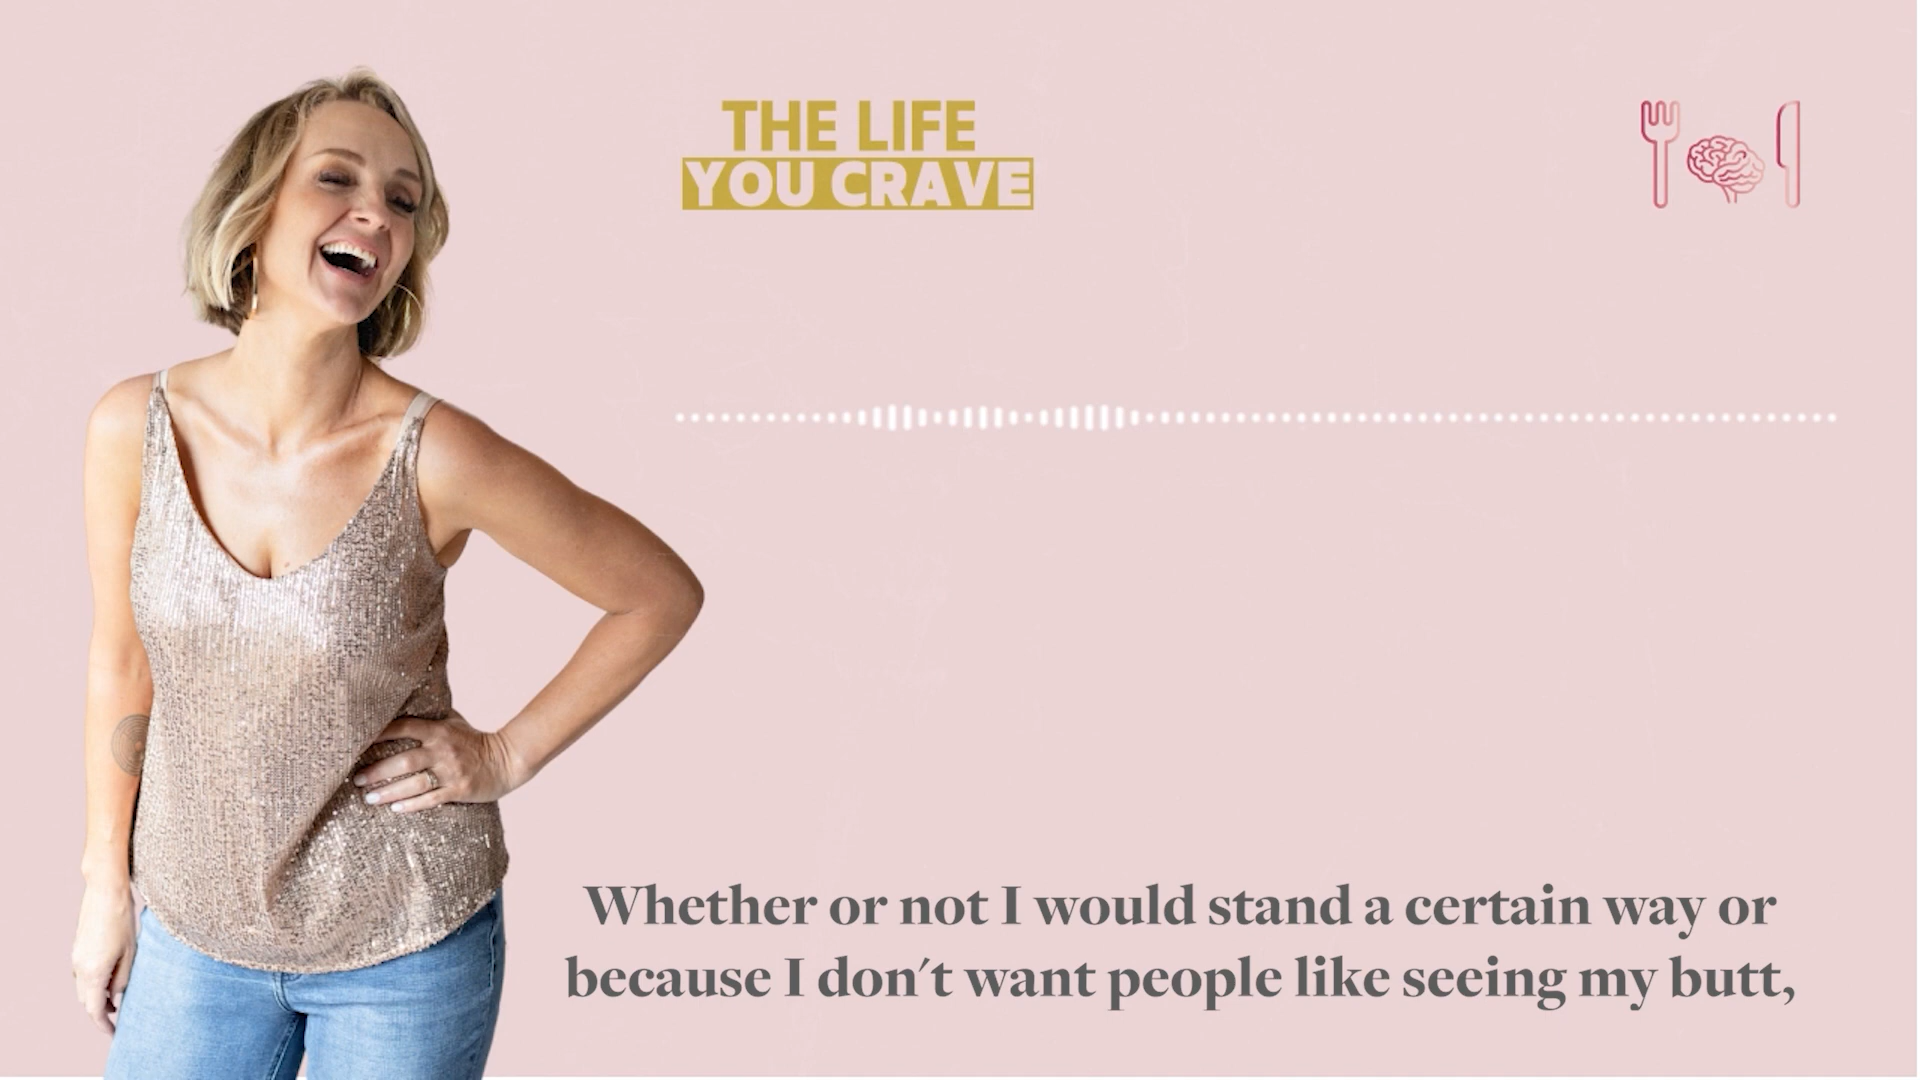 THE LIFE
YOU CRAVE
Whether or not I would stand a certain way or
because I don't want people like seeing my butt,